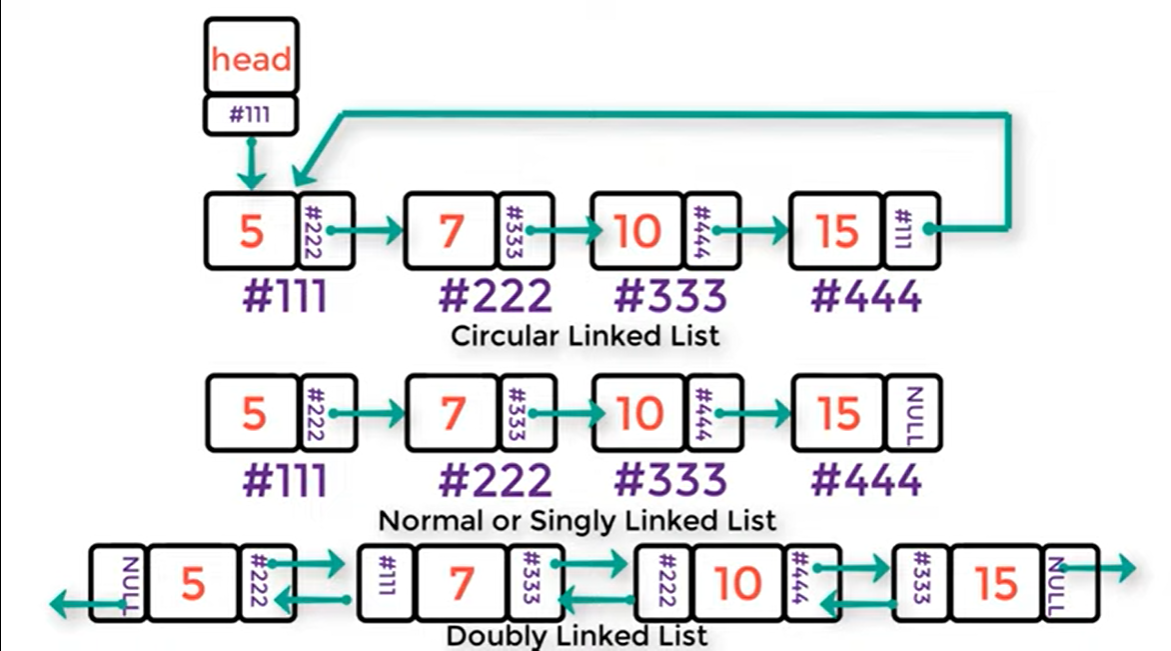 head
#111
5 #222 7 #333 10 #444 15 #111
#111 #222 #333 #444
Circular Linked List
5 #222 7 #333 10 #444 15 NULL
#111 #222 #333 #444
Normal or Singly Linked List
NULL 5 #222 #111 7 #333 #222 10 #444 #333 15 NULL
Doubly Linked List